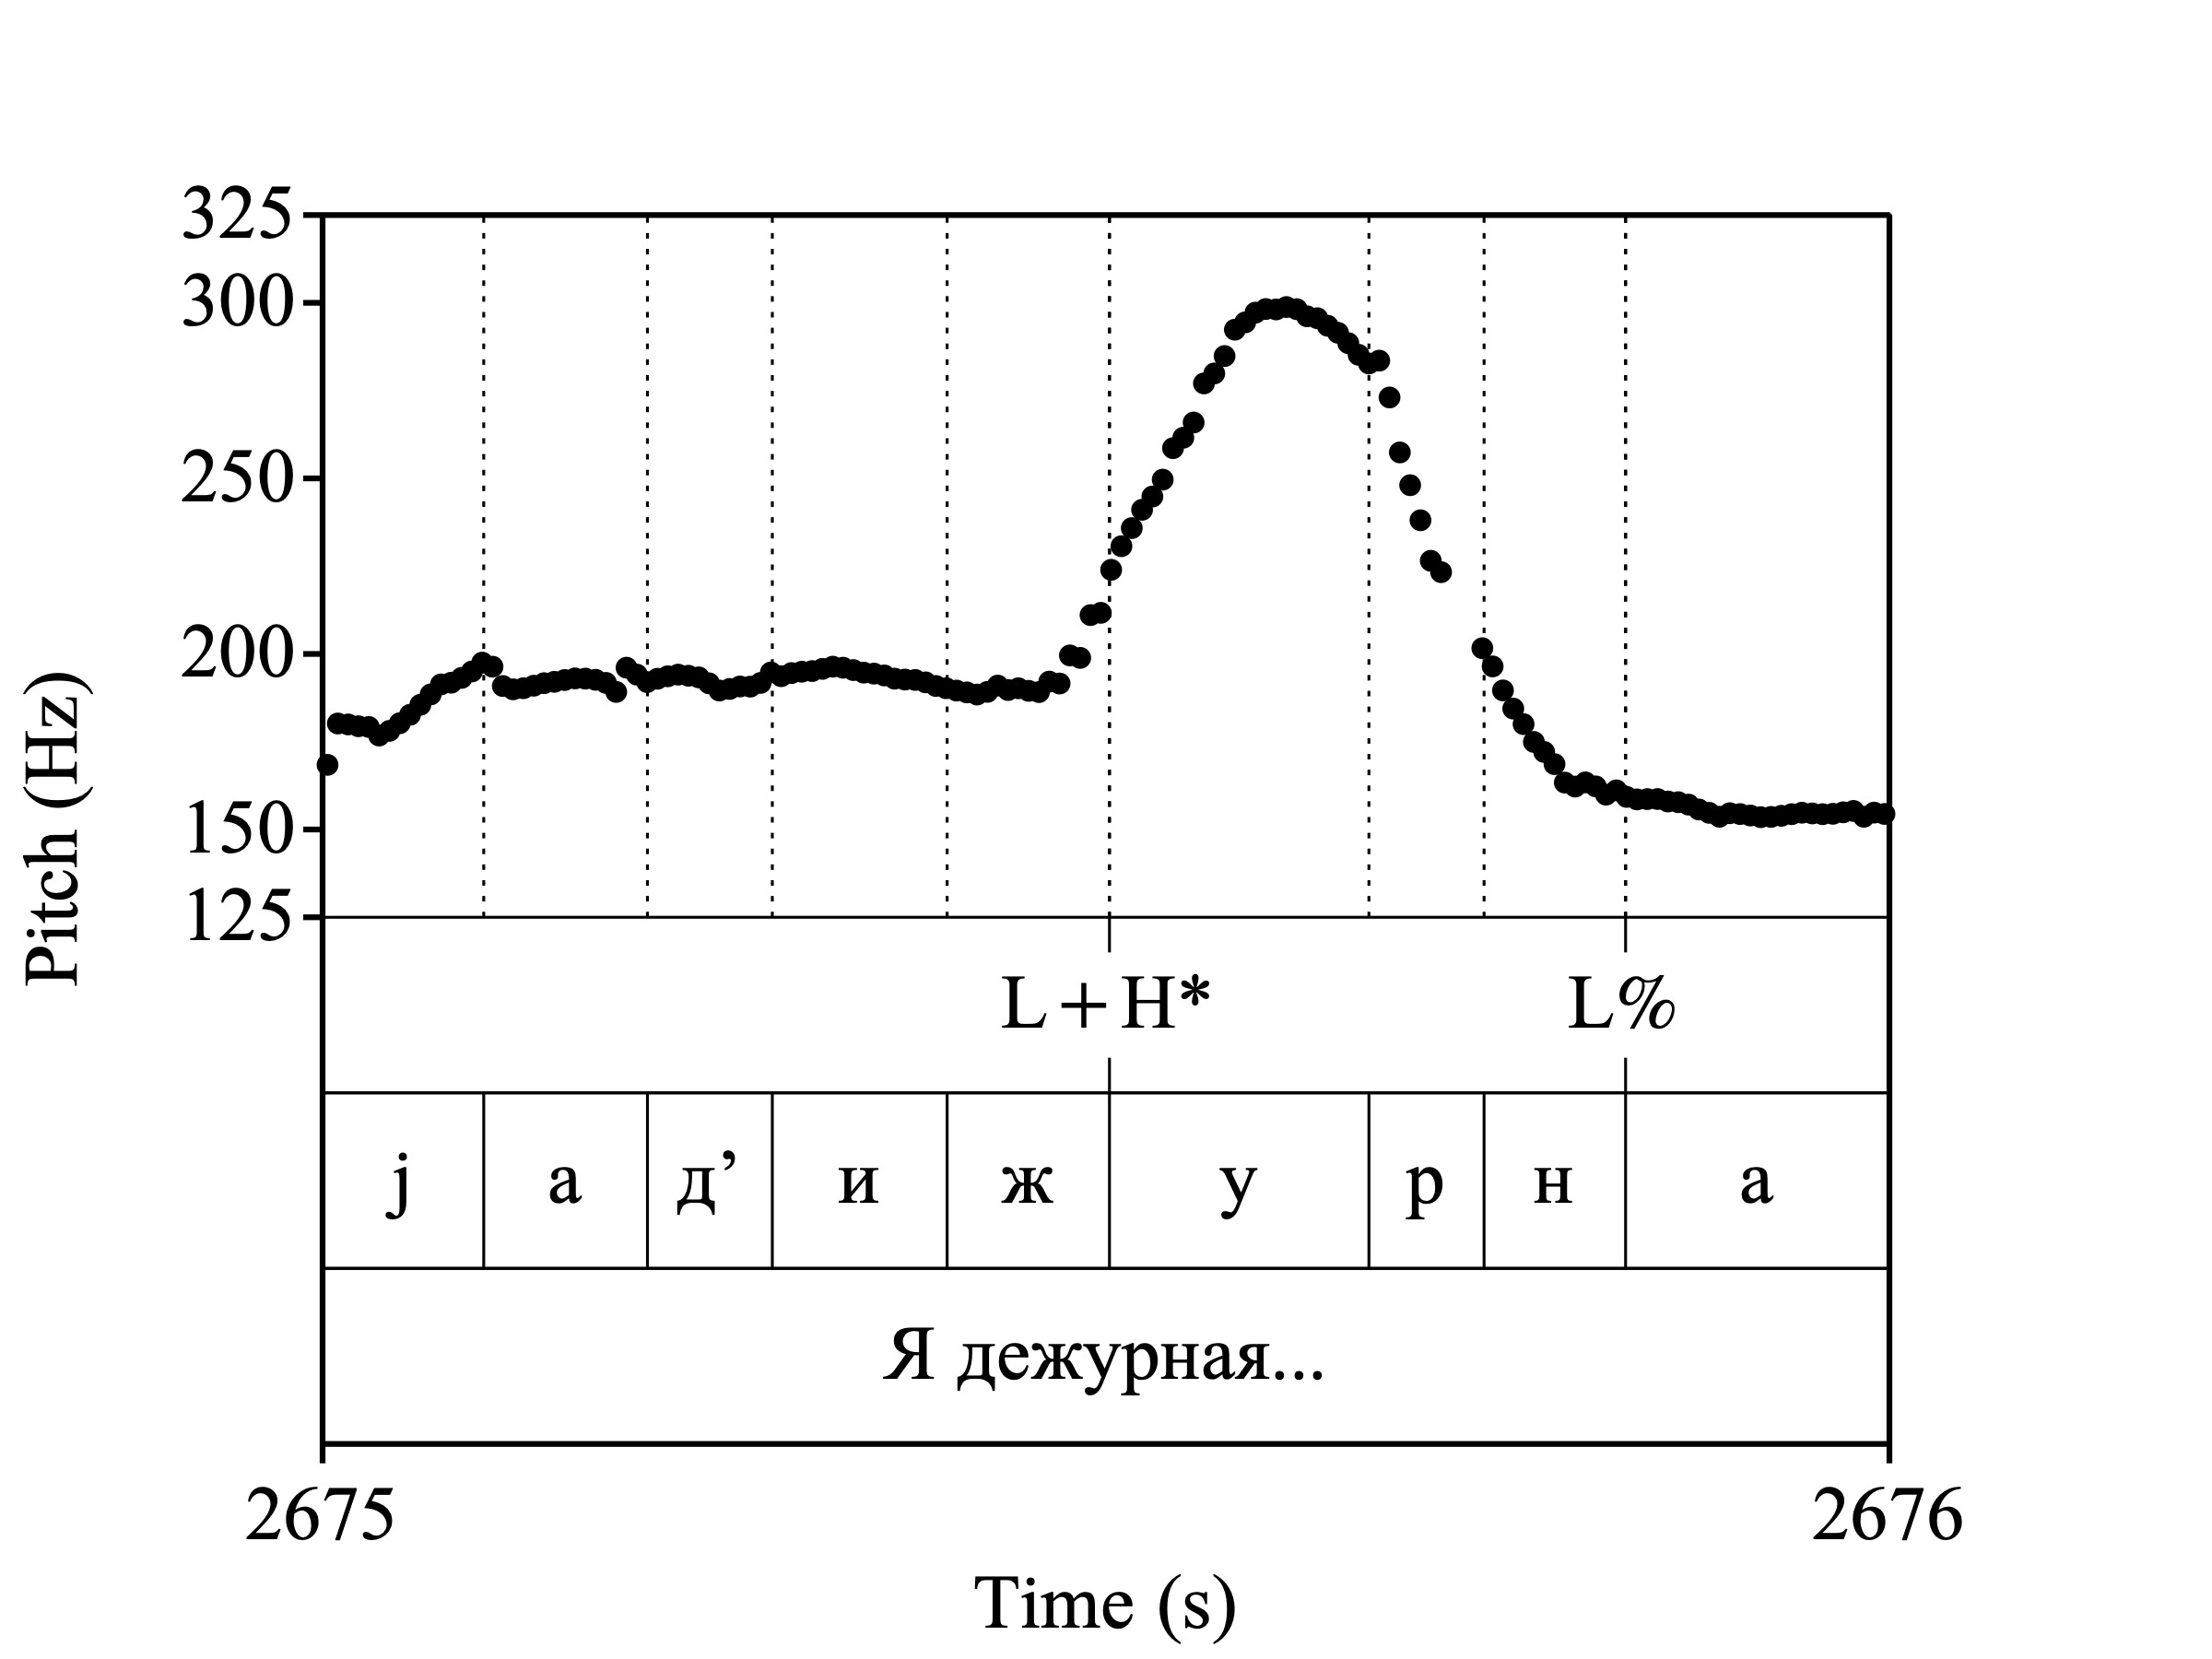 325
300
250
200
150
125
Pitch (Hz)
L+H* L%
j а д’ и ж у р н а
Я дежурная...
2675 2676
Time (s)